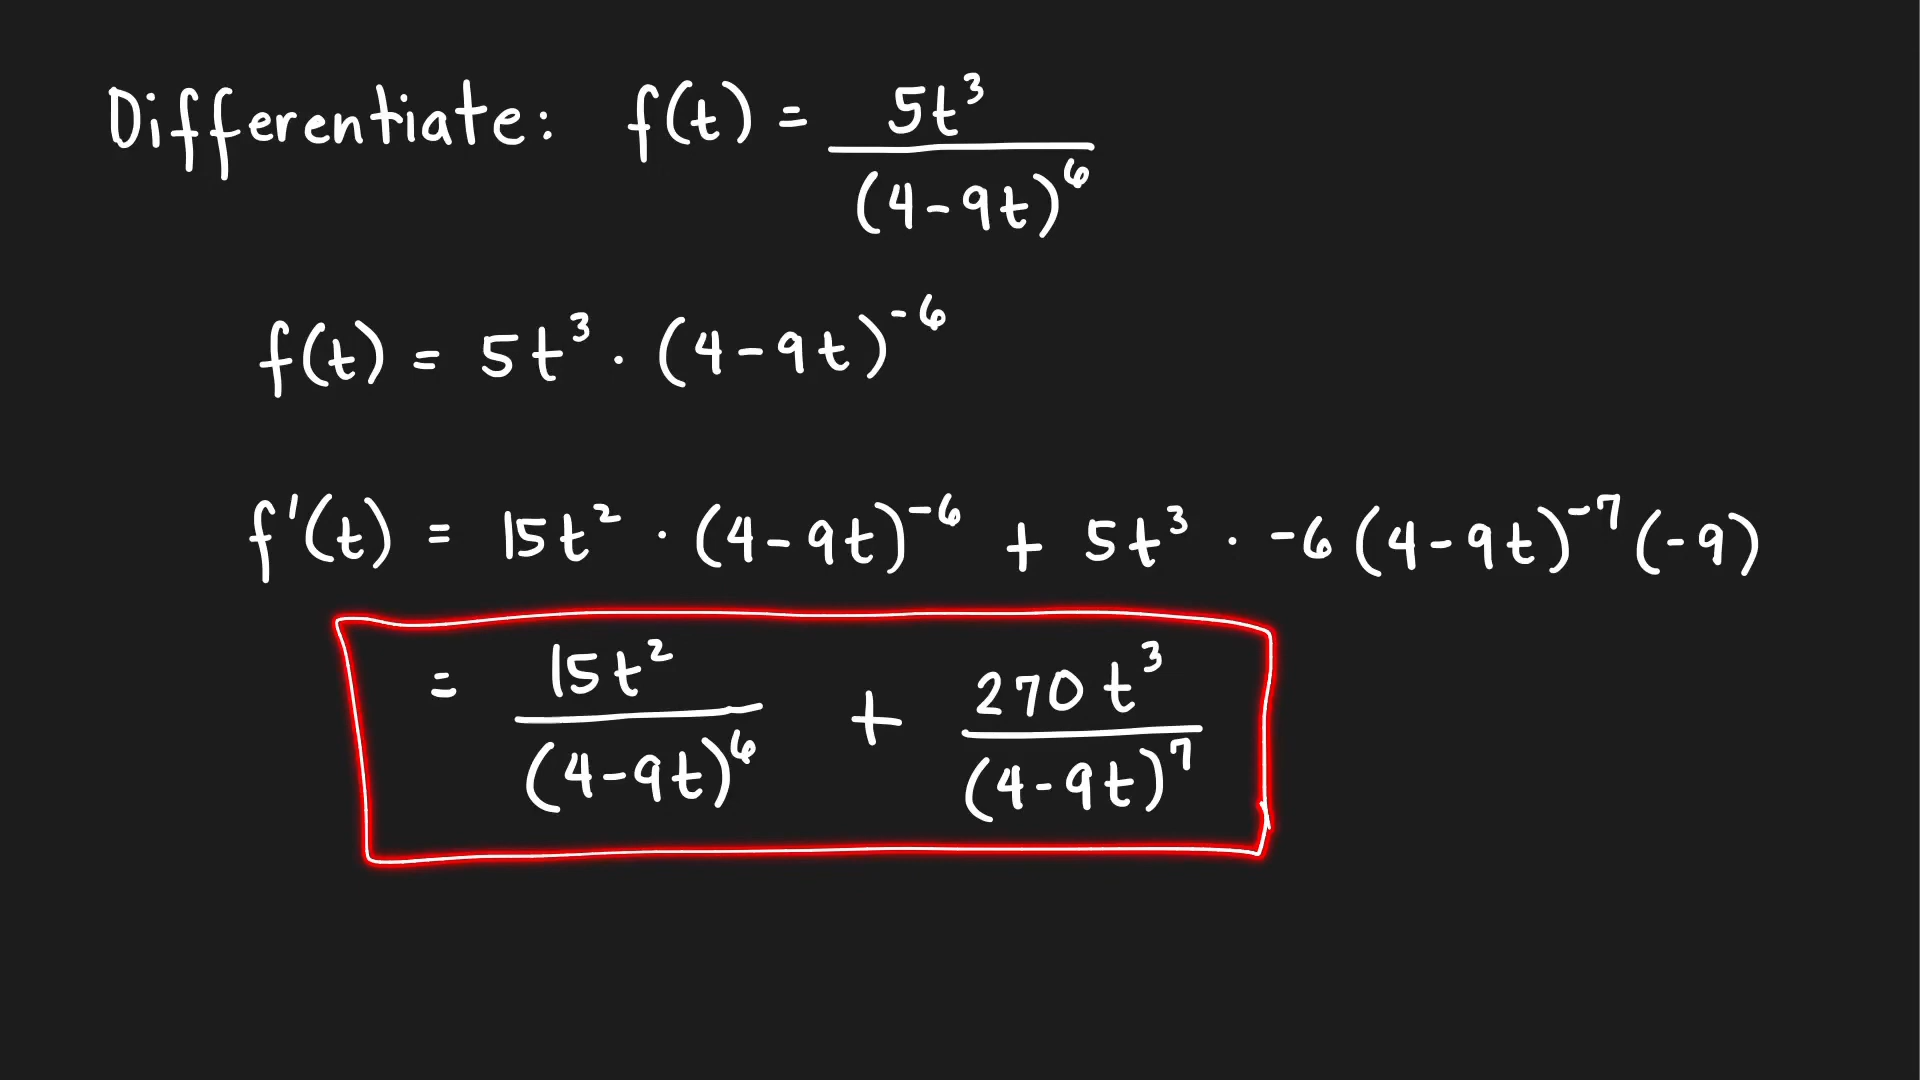 Differentiate: f(t) = 5t³ / (4-9t)⁶
f(t) = 5t³ · (4-9t)⁻⁶
f'(t) = 15t² · (4-9t)⁻⁶ + 5t³ · -6(4-9t)⁻⁷(-9)
= 15t² / (4-9t)⁶ + 270t³ / (4-9t)⁷